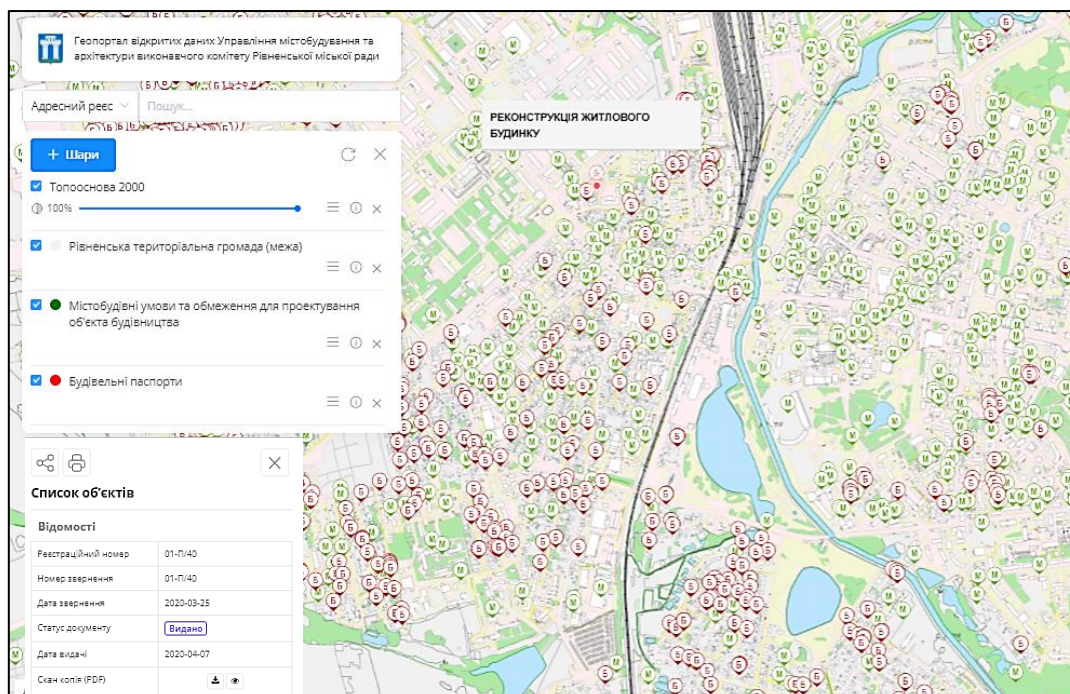 Геопортал відкритих даних Управління містобудування та
архітектури виконавчого комітету Рівненської міської ради
Адресний реєс
Пошук...
РЕКОНСТРУКЦІЯ ЖИТЛОВОГО
БУДИНКУ
+ Шари
Топооснова 2000
100%
Рівненська територіальна громада (межа)
Містобудівні умови та обмеження для проектування
об'єкта будівництва
Будівельні паспорти
Список об'єктів
Відомості
Реєстраційний номер 01-П/40
Номер звернення 01-П/40
Дата звернення 2020-03-25
Статус документу Видано
Дата видачі 2020-04-07
Скан копія (PDF)